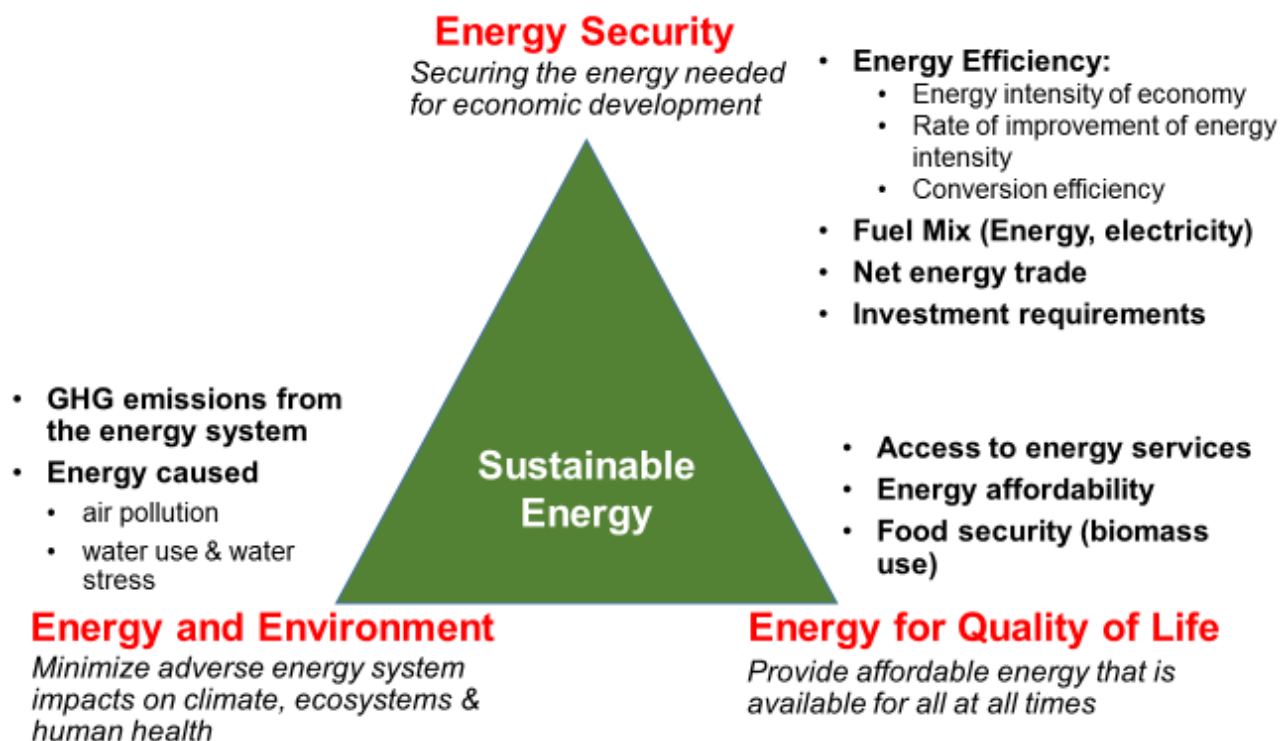 Energy Security
Securing the energy needed
for economic development
• Energy Efficiency:
• Energy intensity of economy
• Rate of improvement of energy
intensity
• Conversion efficiency
• Fuel Mix (Energy, electricity)
• Net energy trade
• Investment requirements
• GHG emissions from
the energy system
• Energy caused
• air pollution
• water use & water
stress
Sustainable
Energy
• Access to energy services
• Energy affordability
• Food security (biomass
use)
Energy and Environment
Minimize adverse energy system
impacts on climate, ecosystems &
human health
Energy for Quality of Life
Provide affordable energy that is
available for all at all times